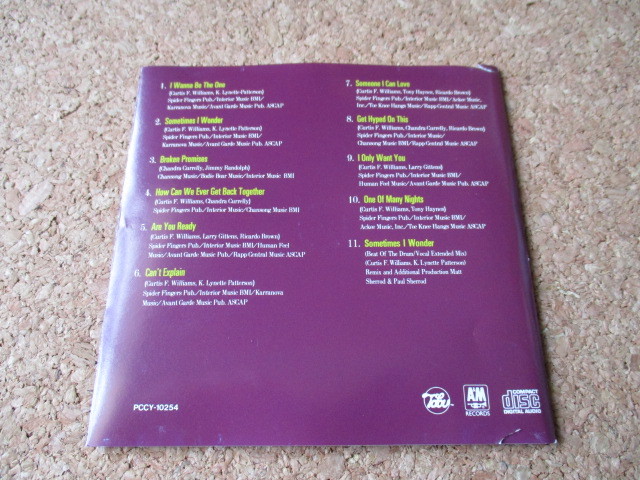 1. I Wanna Be The One
(Curtis F. Williams, K. Lynette Patterson)
Spider Fingers Pub./Interior Music BMI/
Karranova Music/Avant Garde Music Pub. ASCAP
2. Sometimes I Wonder
(Curtis F. Williams, K. Lynette Patterson)
Spider Fingers Pub./Interior Music BMI/
Karranova Music/Avant Garde Music Pub. ASCAP
3. Broken Promises
(Chandra Currelly, Jimmy Randolph)
Chansong Music/Bodie Bear Music/Interior Music BMI
4. How Can We Ever Get Back Together
(Curtis F. Williams, Chandra Currelly)
Spider Fingers Pub./Interior Music/Chansong Music BMI
5. Are You Ready
(Curtis F. Williams, Larry Gittens, Ricardo Brown)
Spider Fingers Pub./Interior Music BMI/Human Feel
Music/Avant Garde Music Pub./Rapp Central Music ASCAP
6. Can't Explain
(Curtis F. Williams, K. Lynette Patterson)
Spider Fingers Pub./Interior Music BMI/Karranova
Music/Avant Garde Music Pub. ASCAP
7. Someone I Can Love
(Curtis F. Williams, Tony Haynes, Ricardo Brown)
Spider Fingers Pub./Interior Music BMI/Ackee Music,
Inc./Toe Knee Hangs Music/Rapp Central Music ASCAP
8. Get Hyped On This
(Curtis F. Williams, Chandra Currelly, Ricardo Brown)
Spider Fingers Pub./Interior Music/
Chansong Music BMI/Rapp Central Music ASCAP
9. I Only Want You
(Curtis F. Williams, Larry Gittens)
Spider Fingers Pub./Interior Music BMI/
Human Feel Music/Avant Garde Music Pub. ASCAP
10. One Of Many Nights
(Curtis F. Williams, Tony Haynes)
Spider Fingers Pub./Interior Music BMI/
Ackee Music, Inc./Toe Knee Hangs Music ASCAP
11. Sometimes I Wonder
(Beat Of The Drum/Vocal Extended Mix)
(Curtis F. Williams, K. Lynette Patterson)
Remix and Additional Production Matt
Sherrod & Paul Sherrod
PCCY-10254
Tabu
A&M
RECORDS
COMPACT
disc
DIGITAL AUDIO